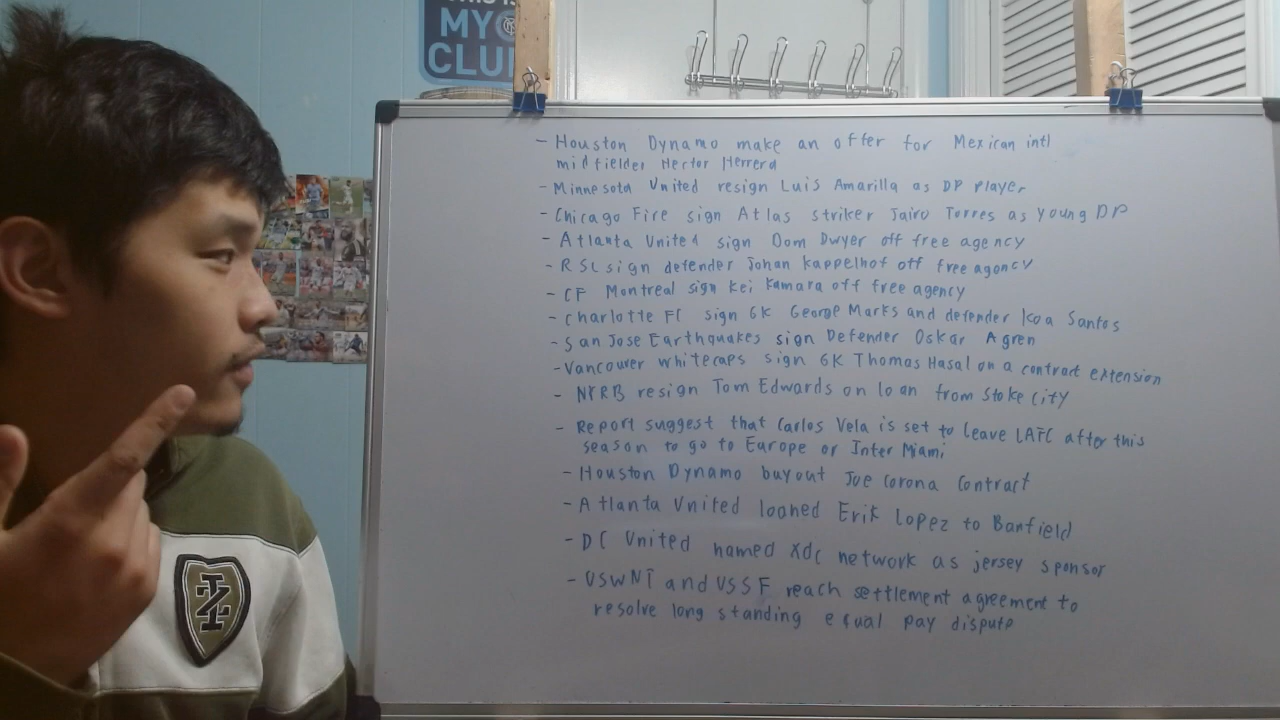 THIS IS
MY
CLUB
- Houston Dynamo make an offer for Mexican intl
midfielder Hector Herrera
- Minnesota United resign Luis Amarilla as DP Player
- Chicago Fire sign Atlas striker Jairo Torres as young DP
- Atlanta United sign Dom Dwyer off free agency
- RSL sign defender Johan Kappelhof off free agency
- CF Montreal sign Kei Kamara off free agency
- Charlotte FC sign GK George Marks and defender Koa Santos
- San Jose Earthquakes sign Defender Oskar Agren
- Vancouver whitecaps sign GK Thomas Hasal on a contract extension
- NYRB resign Tom Edwards on loan from Stoke City
- Report suggest that Carlos Vela is set to leave LAFC after this
season to go to Europe or Inter Miami
- Houston Dynamo buyout Joe Corona Contract
- Atlanta United loaned Erik Lopez to Banfield
- DC United named Xdc network as jersey sponsor
- USWNT and USSF reach settlement agreement to
resolve long standing equal pay dispute